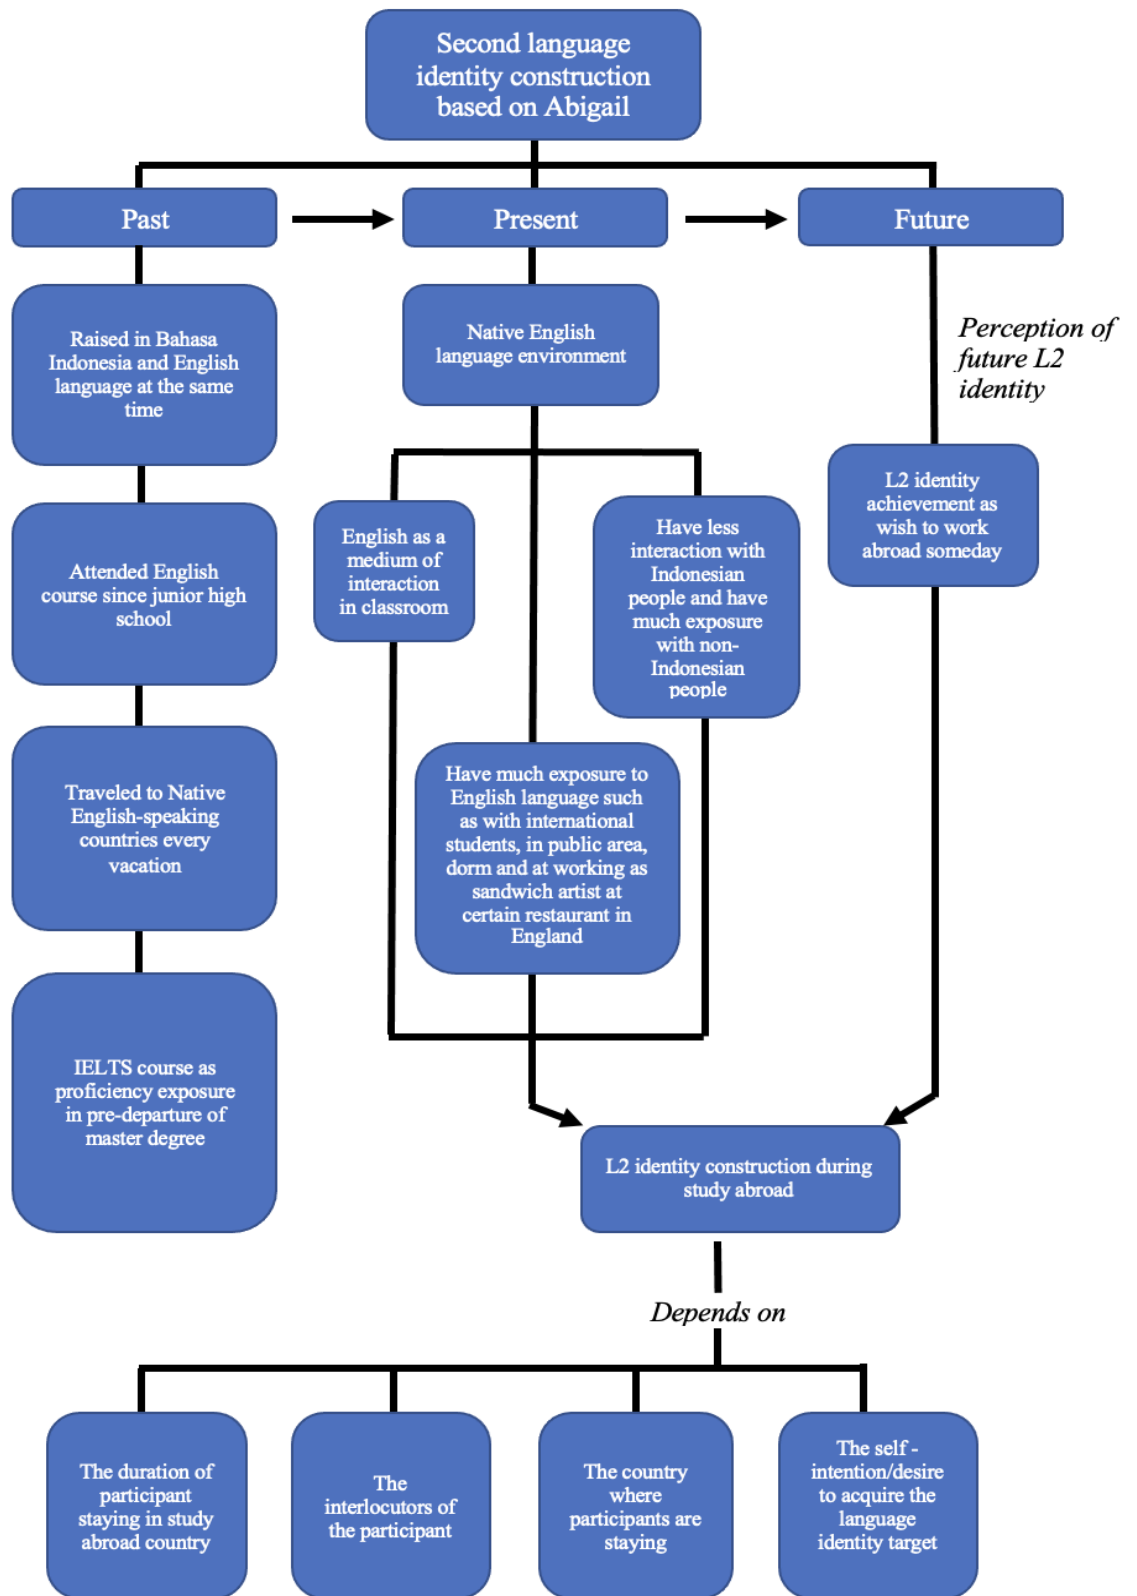 Second language
identity construction
based on Abigail
Past
Present
Future
Raised in Bahasa
Indonesia and English
language at the same
time
Attended English
course since junior high
school
Traveled to Native
English-speaking
countries every
vacation
IELTS course as
proficiency exposure
in pre-departure of
master degree
Native English
language environment
English as a
medium of
interaction
in classroom
Have much exposure to
English language such
as with international
students, in public area,
dorm and at working as
sandwich artist at
certain restaurant in
England
Have less
interaction with
Indonesian
people and have
much exposure
with non-
Indonesian
people
Perception of
future L2
identity
L2 identity
achievement as
wish to work
abroad someday
L2 identity construction during
study abroad
Depends on
The duration of
participant
staying in study
abroad country
The
interlocutors of
the participant
The country
where
participants are
staying
The self -
intention/desire
to acquire the
language
identity target